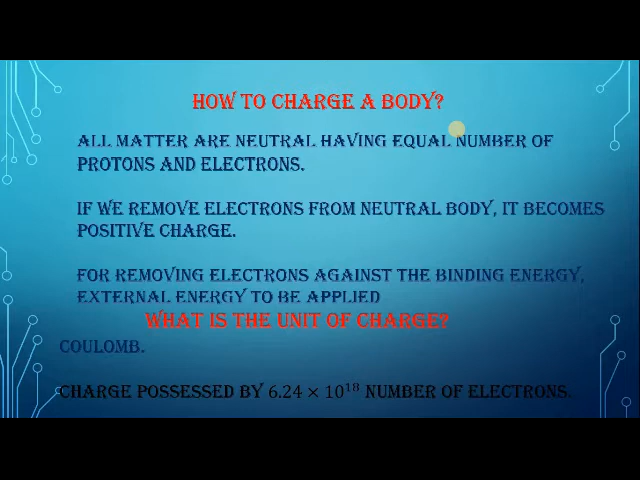 HOW TO CHARGE A BODY?
ALL MATTER ARE NEUTRAL HAVING EQUAL NUMBER OF
PROTONS AND ELECTRONS.
IF WE REMOVE ELECTRONS FROM NEUTRAL BODY, IT BECOMES
POSITIVE CHARGE.
FOR REMOVING ELECTRONS AGAINST THE BINDING ENERGY,
EXTERNAL ENERGY TO BE APPLIED
WHAT IS THE UNIT OF CHARGE?
COULOMB.
CHARGE POSSESSED BY 6.24 × 10¹⁸ NUMBER OF ELECTRONS.